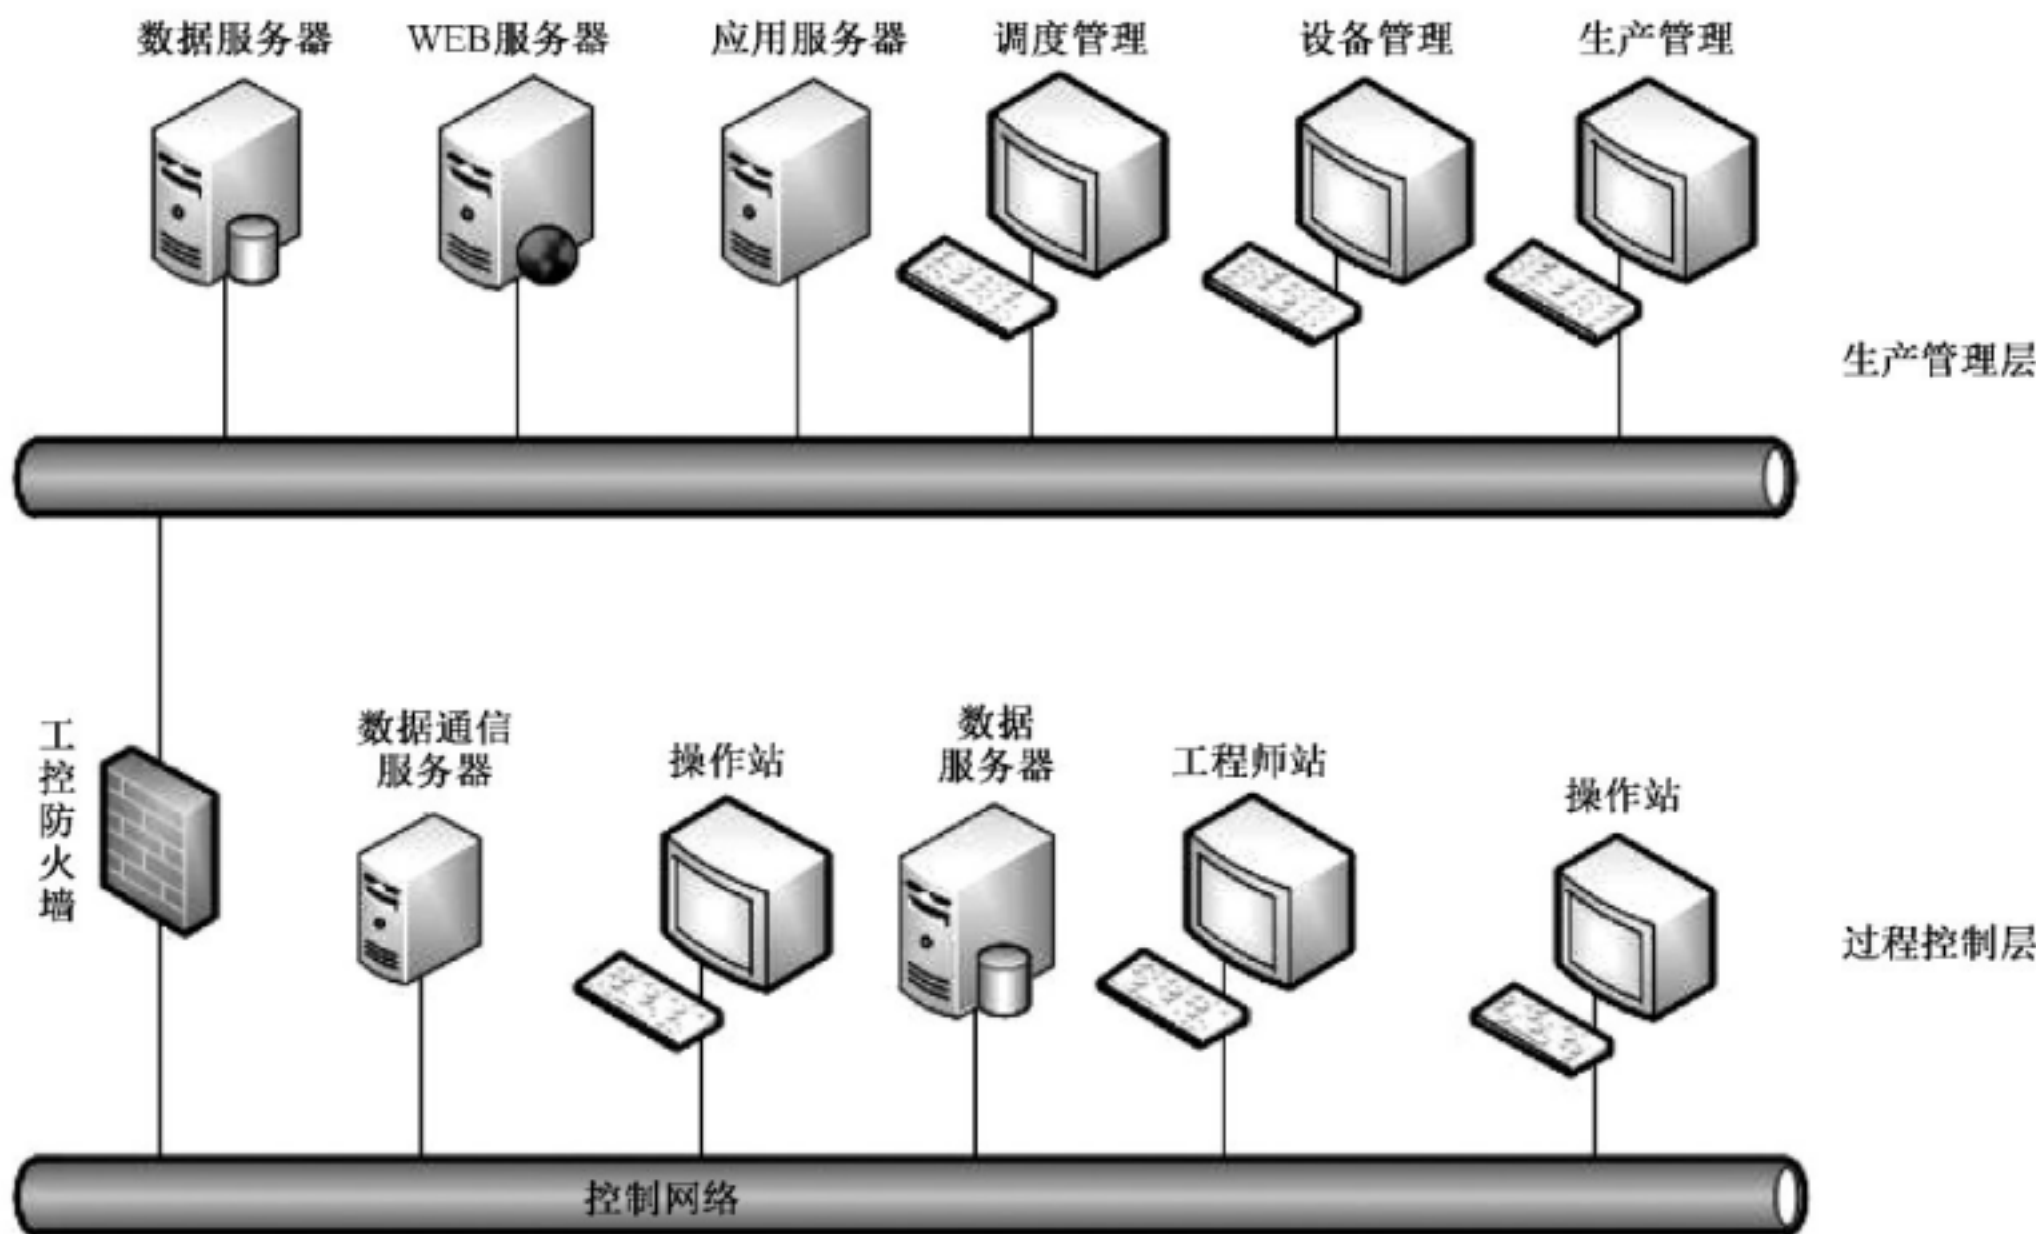 数据服务器
WEB服务器
应用服务器
调度管理
设备管理
生产管理
生产管理层
工控防火墙
数据通信
服务器
操作站
数据
服务器
工程师站
操作站
过程控制层
控制网络